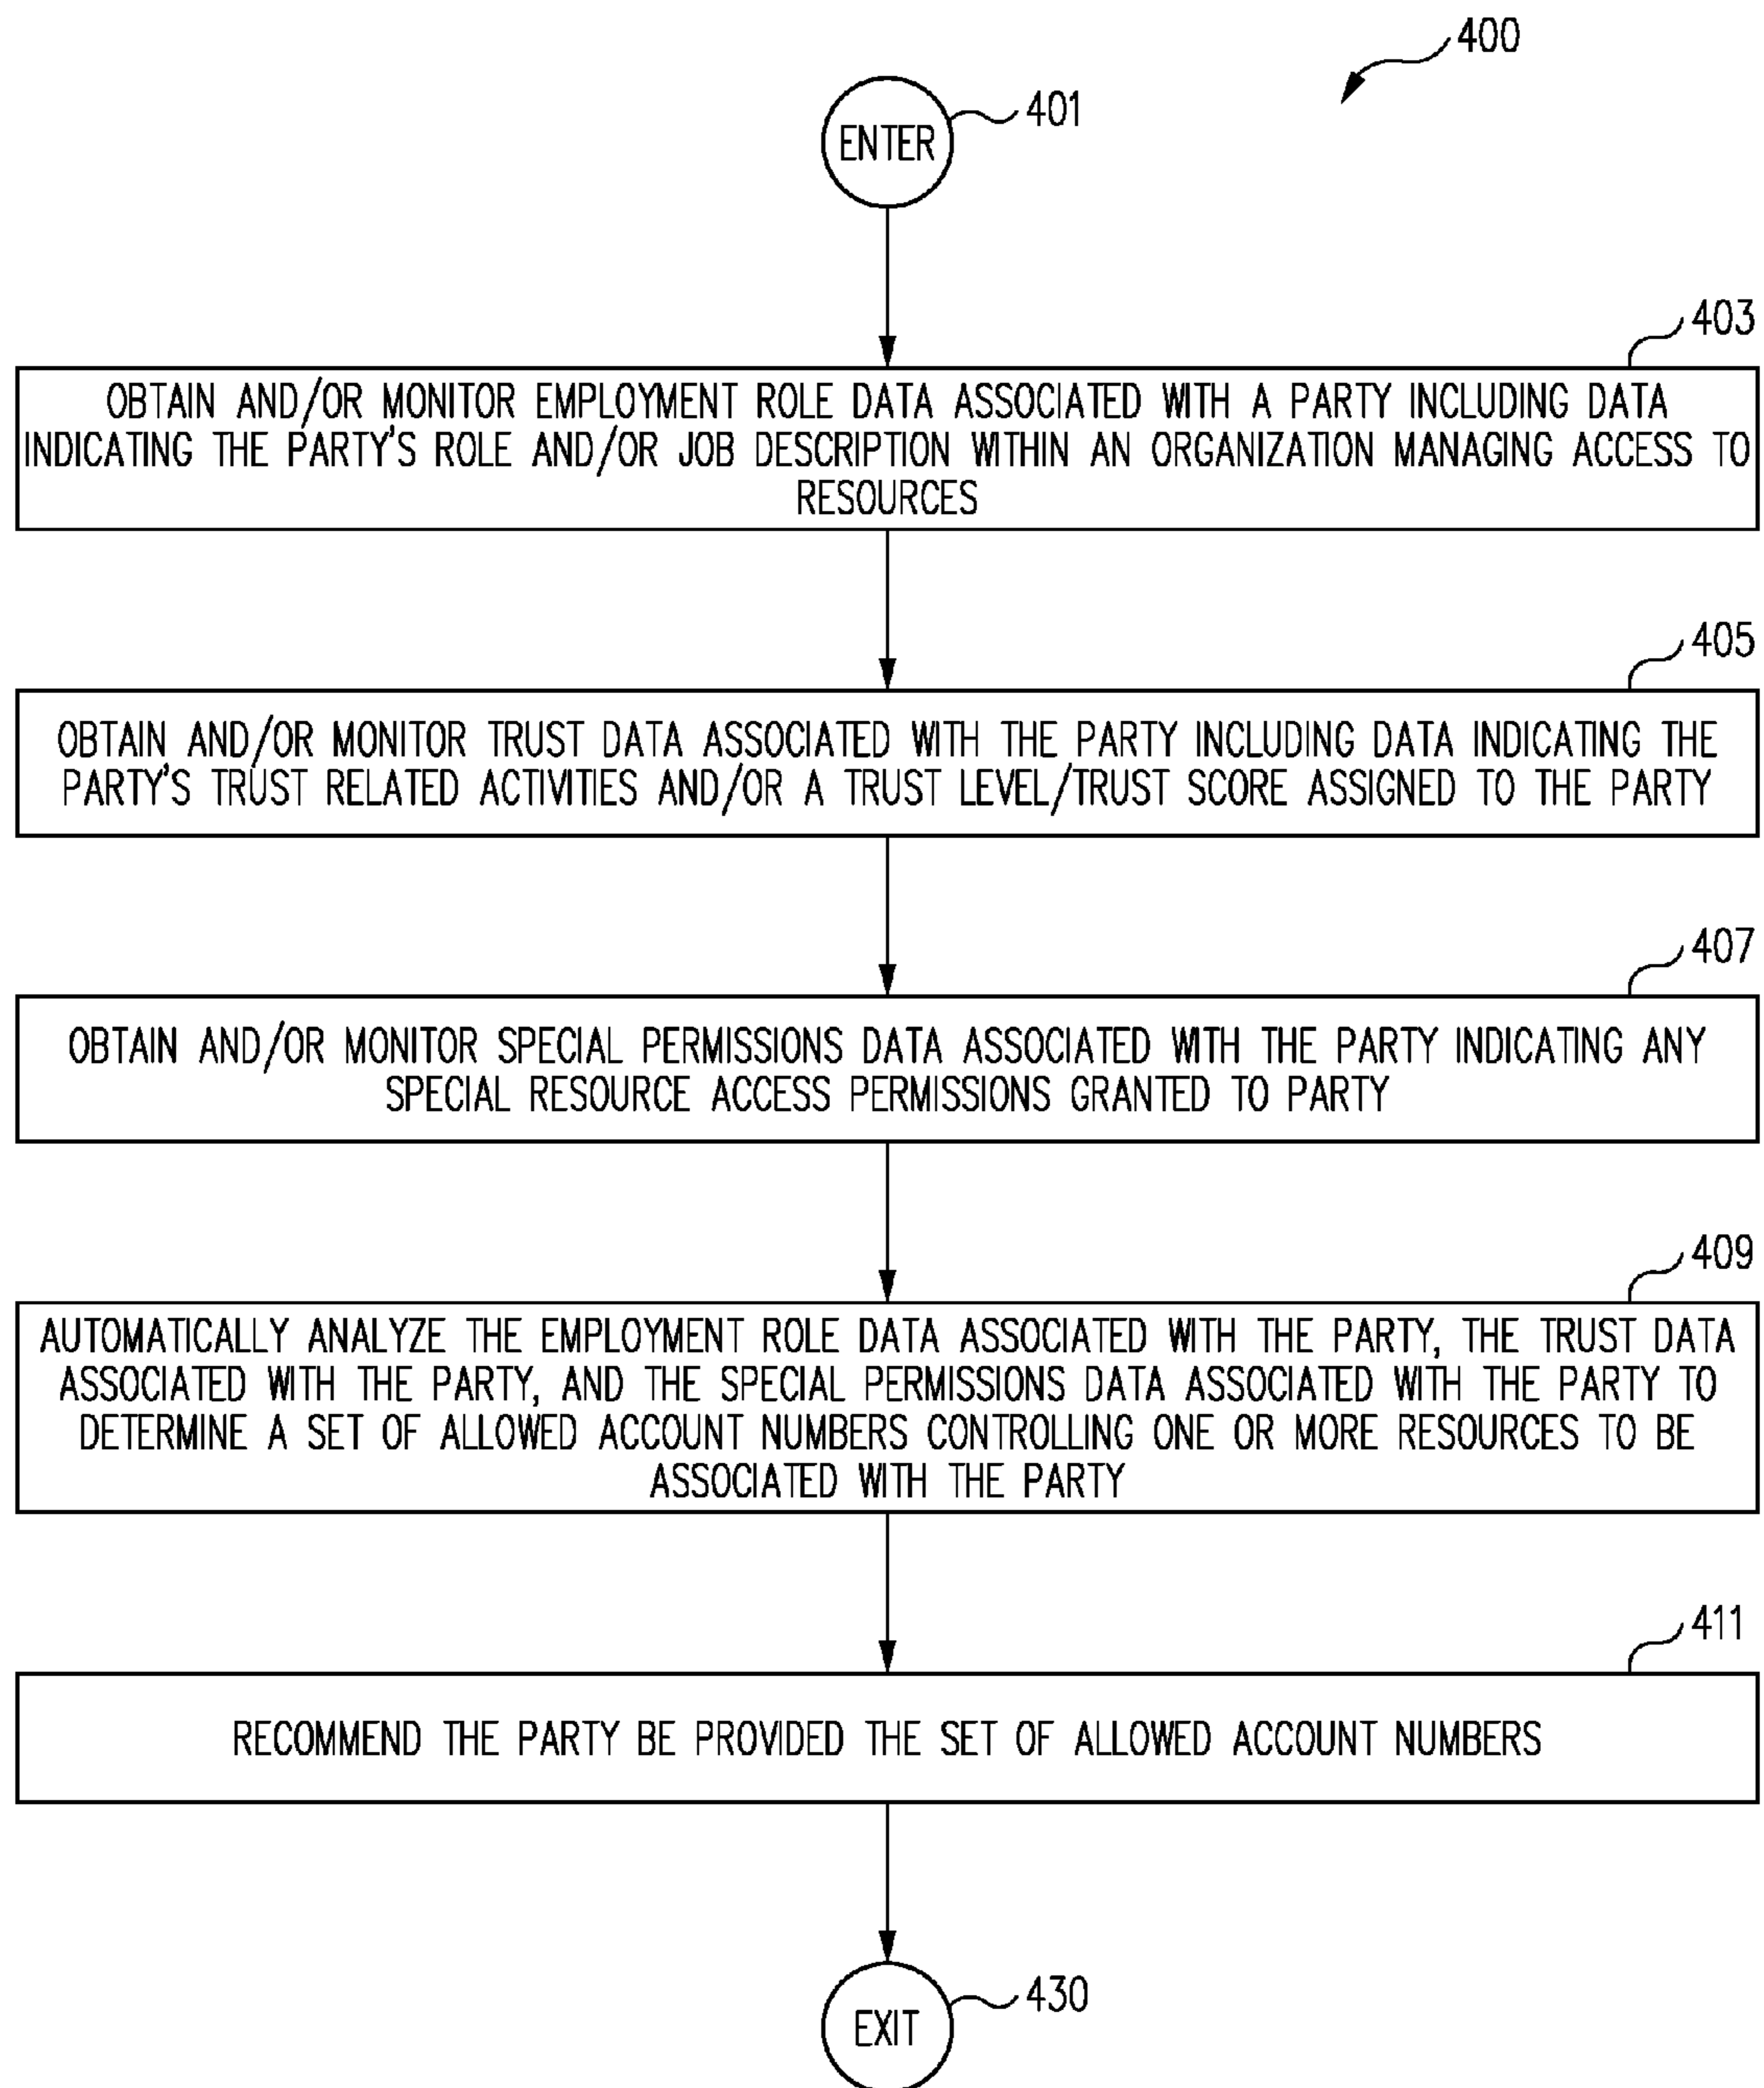 400
ENTER
401
403
OBTAIN AND/OR MONITOR EMPLOYMENT ROLE DATA ASSOCIATED WITH A PARTY INCLUDING DATA
INDICATING THE PARTY'S ROLE AND/OR JOB DESCRIPTION WITHIN AN ORGANIZATION MANAGING ACCESS TO
RESOURCES
405
OBTAIN AND/OR MONITOR TRUST DATA ASSOCIATED WITH THE PARTY INCLUDING DATA INDICATING THE
PARTY'S TRUST RELATED ACTIVITIES AND/OR A TRUST LEVEL/TRUST SCORE ASSIGNED TO THE PARTY
407
OBTAIN AND/OR MONITOR SPECIAL PERMISSIONS DATA ASSOCIATED WITH THE PARTY INDICATING ANY
SPECIAL RESOURCE ACCESS PERMISSIONS GRANTED TO PARTY
409
AUTOMATICALLY ANALYZE THE EMPLOYMENT ROLE DATA ASSOCIATED WITH THE PARTY, THE TRUST DATA
ASSOCIATED WITH THE PARTY, AND THE SPECIAL PERMISSIONS DATA ASSOCIATED WITH THE PARTY TO
DETERMINE A SET OF ALLOWED ACCOUNT NUMBERS CONTROLLING ONE OR MORE RESOURCES TO BE
ASSOCIATED WITH THE PARTY
411
RECOMMEND THE PARTY BE PROVIDED THE SET OF ALLOWED ACCOUNT NUMBERS
EXIT
430